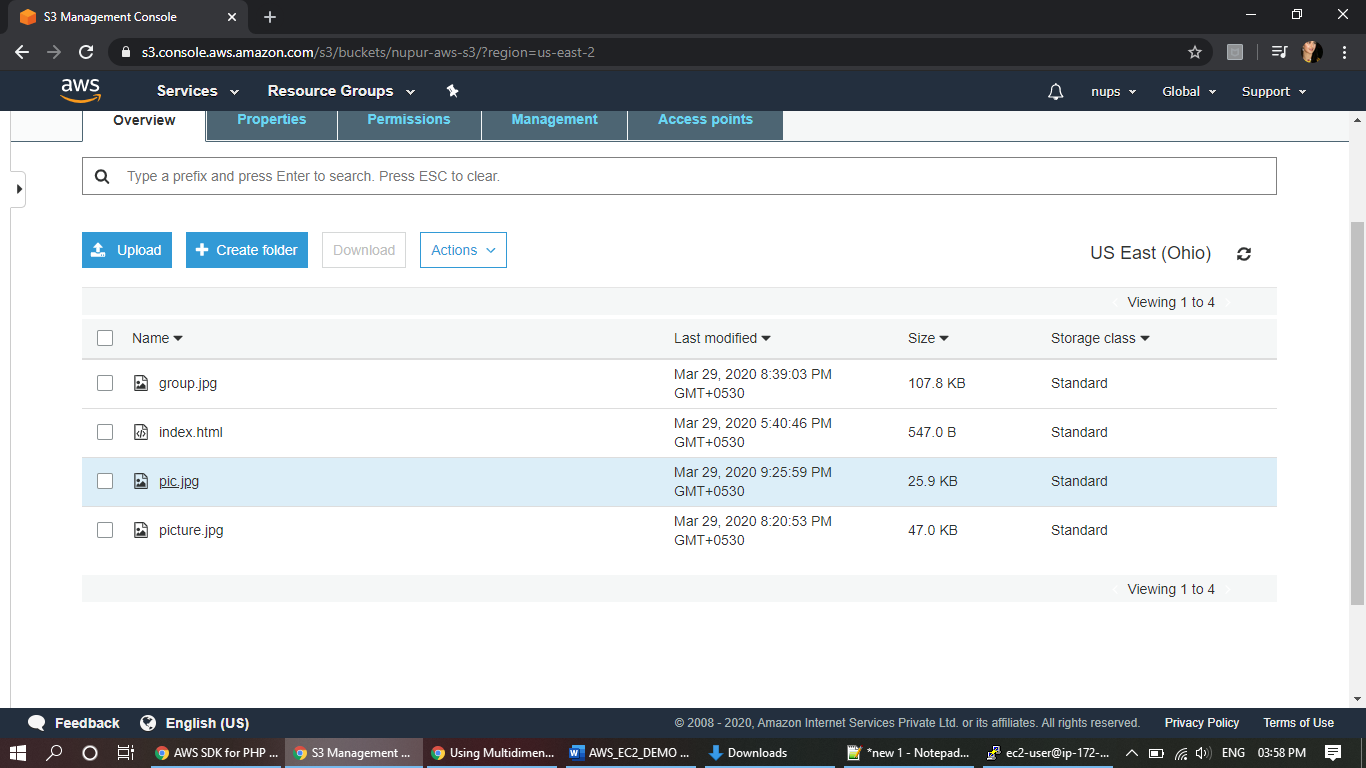 S3 Management Console
s3.console.aws.amazon.com/s3/buckets/nupur-aws-s3/?region=us-east-2
aws Services Resource Groups nups Global Support
Overview Properties Permissions Management Access points
Type a prefix and press Enter to search. Press ESC to clear.
Upload Create folder Download Actions US East (Ohio)
Viewing 1 to 4
Name Last modified Size Storage class
group.jpg Mar 29, 2020 8:39:03 PM GMT+0530 107.8 KB Standard
index.html Mar 29, 2020 5:40:46 PM GMT+0530 547.0 B Standard
pic.jpg Mar 29, 2020 9:25:59 PM GMT+0530 25.9 KB Standard
picture.jpg Mar 29, 2020 8:20:53 PM GMT+0530 47.0 KB Standard
Viewing 1 to 4
Feedback English (US) © 2008 - 2020, Amazon Internet Services Private Ltd. or its affiliates. All rights reserved. Privacy Policy Terms of Use
AWS SDK for PHP ... S3 Management ... Using Multidimen... AWS_EC2_DEMO ... Downloads *new 1 - Notepad... ec2-user@ip-172-... ENG 03:58 PM